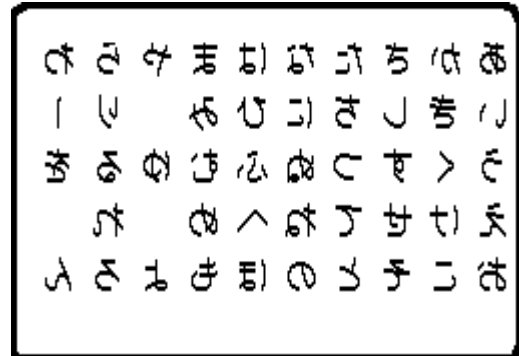 あかさたなはまやらわ
いきしちにひみ り｜
うくすつぬふむゆるを
えけせてねへめ れ
おこそとのほもよろん